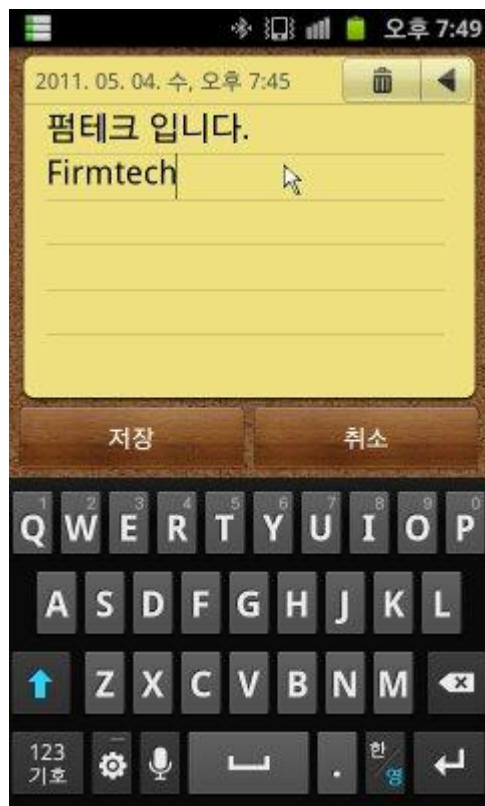 오후 7:49
2011. 05. 04. 수, 오후 7:45
펌테크 입니다.
Firmtech
저장 취소
1 2 3 4 5 6 7 8 9 0
Q W E R T Y U I O P
A S D F G H J K L
Z X C V B N M
123
기호 . 한/영